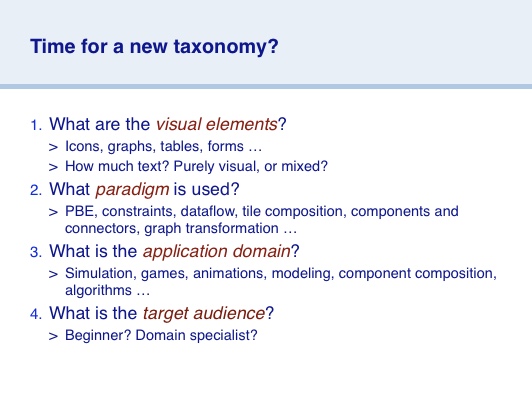 Time for a new taxonomy?
1. What are the visual elements?
> Icons, graphs, tables, forms …
> How much text? Purely visual, or mixed?
2. What paradigm is used?
> PBE, constraints, dataflow, tile composition, components and
connectors, graph transformation …
3. What is the application domain?
> Simulation, games, animations, modeling, component composition,
algorithms …
4. What is the target audience?
> Beginner? Domain specialist?